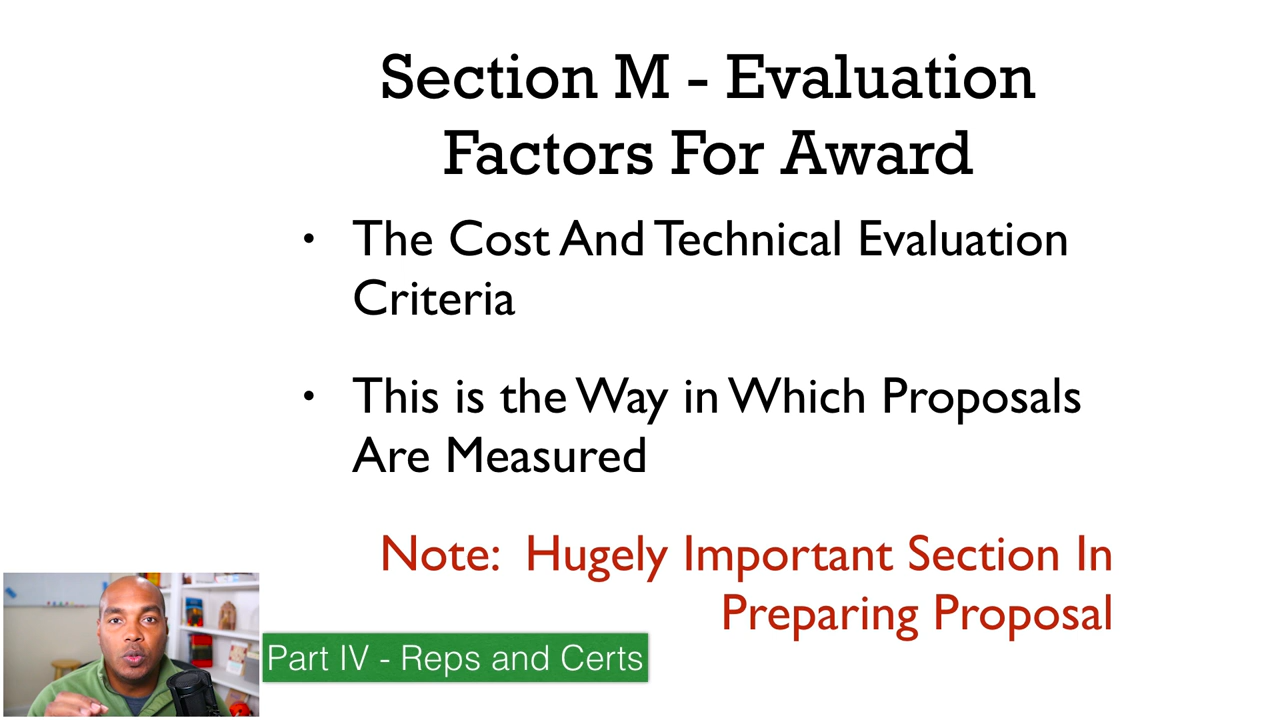 Section M - Evaluation
Factors For Award
• The Cost And Technical Evaluation
Criteria
• This is the Way in Which Proposals
Are Measured
Note: Hugely Important Section In
Preparing Proposal
Part IV - Reps and Certs